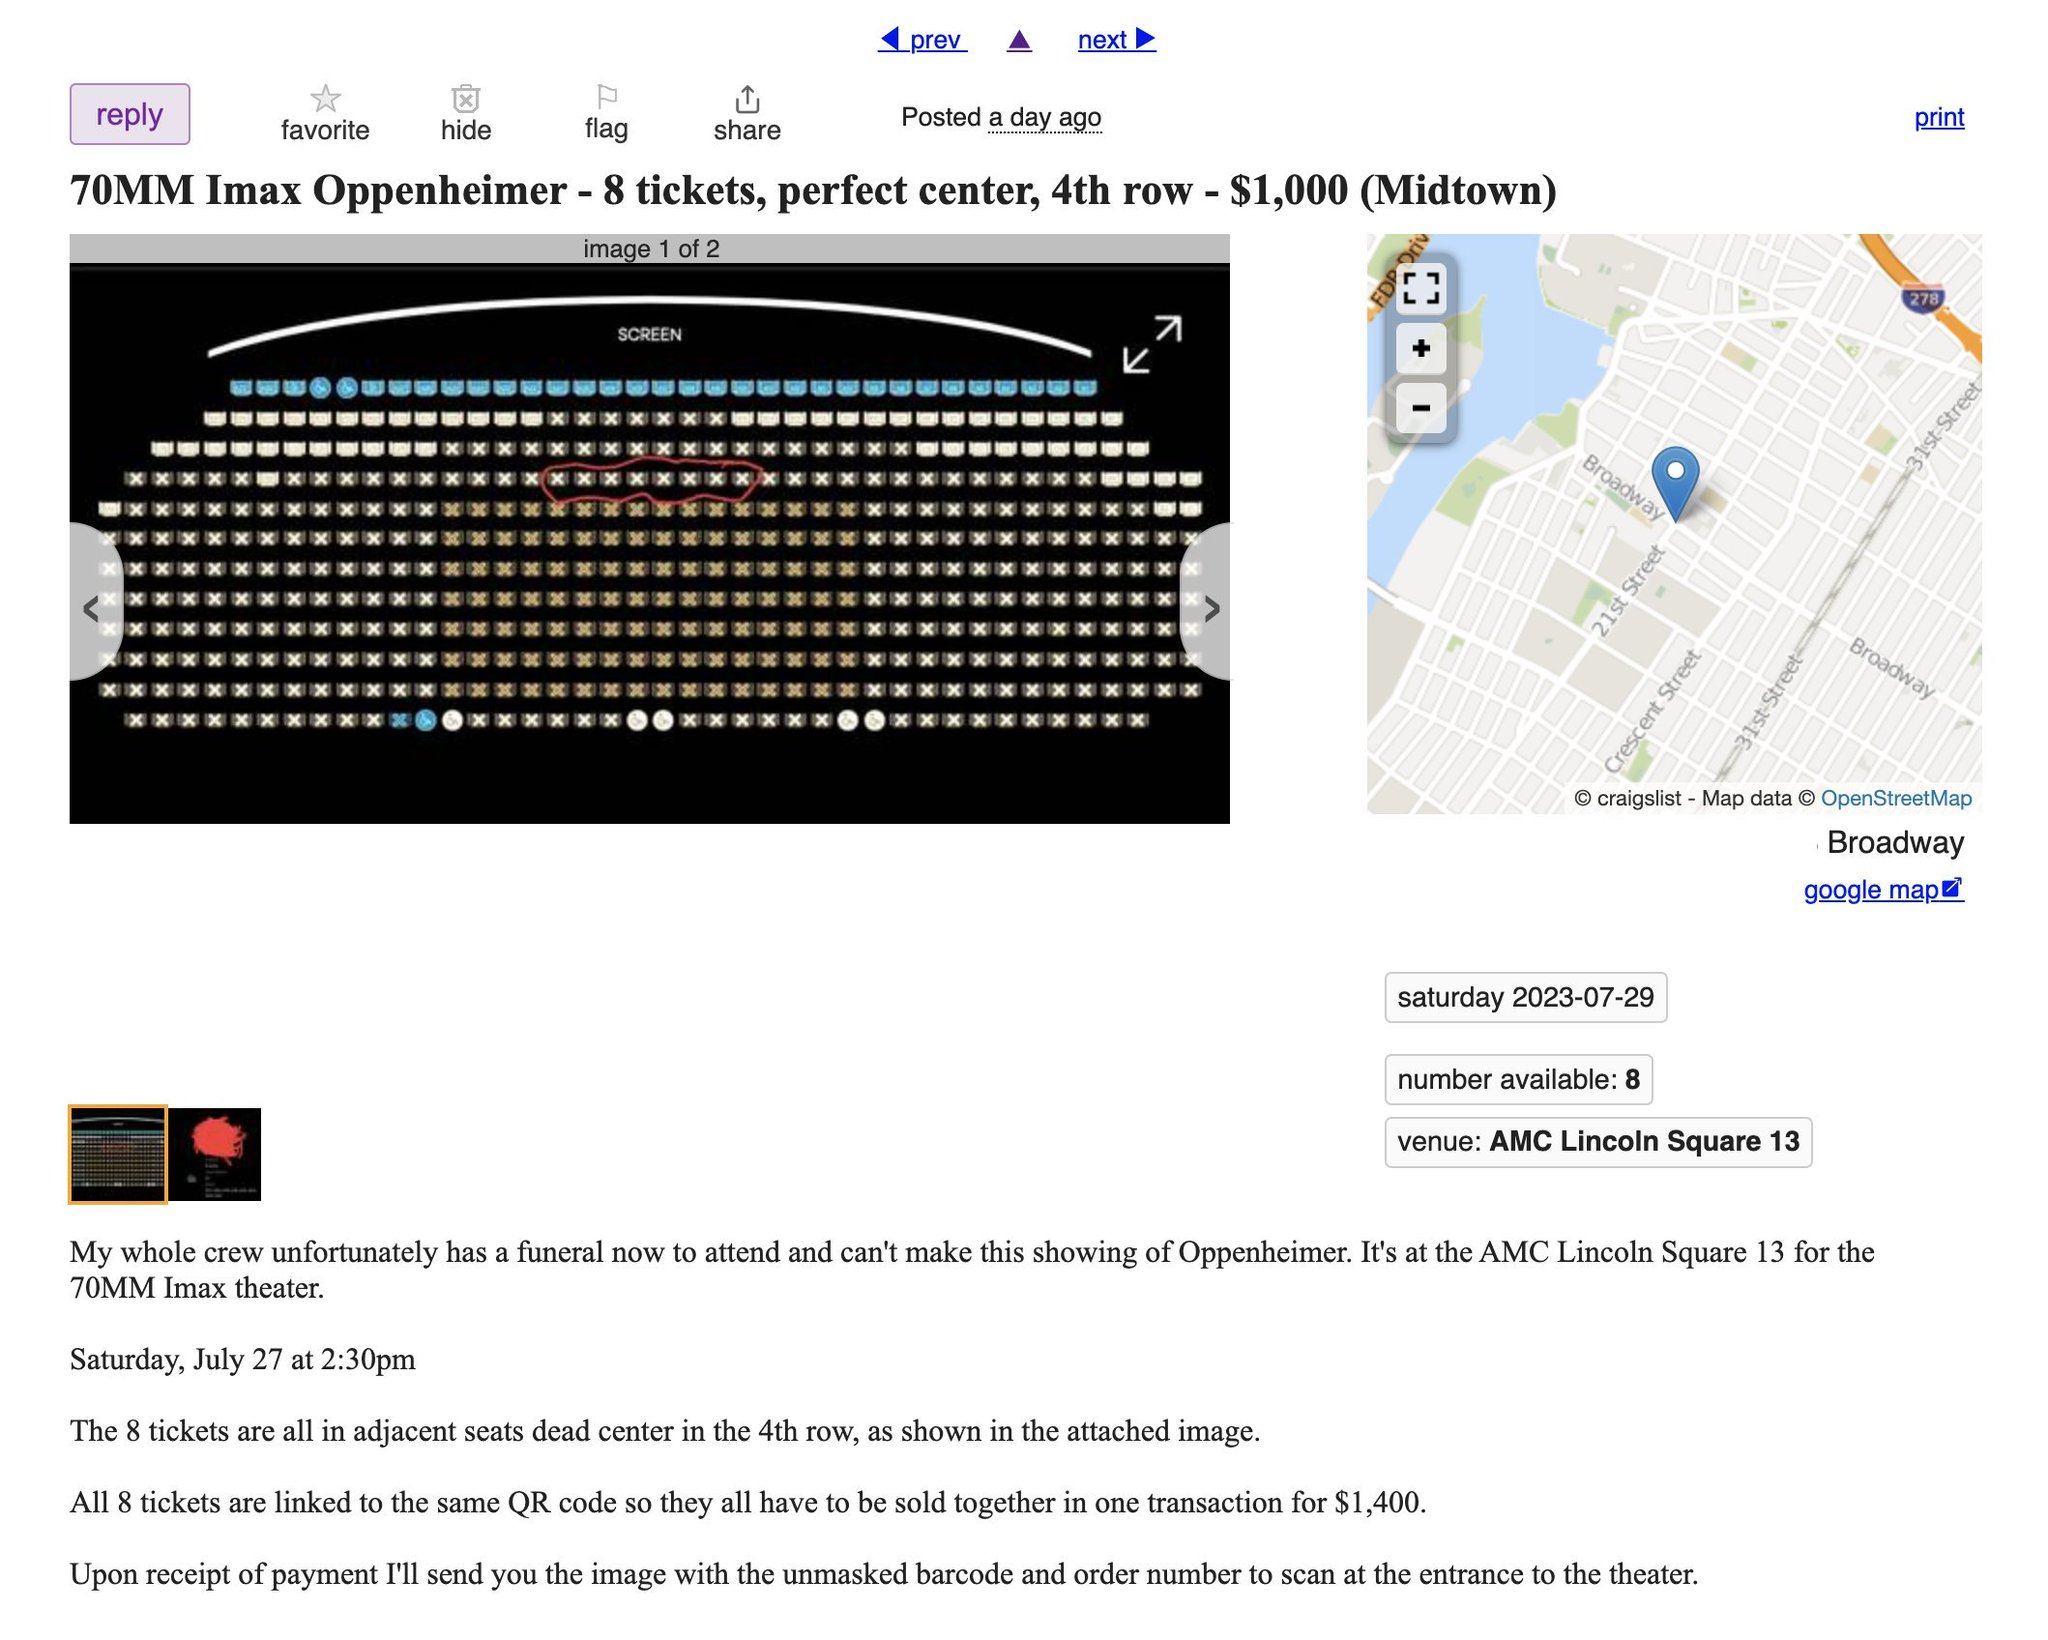 prev
next
reply
favorite
hide
flag
share
Posted a day ago
print
70MM Imax Oppenheimer - 8 tickets, perfect center, 4th row - $1,000 (Midtown)
image 1 of 2
SCREEN
FDR Driv
278
31st Street
Broadway
21st Street
Broadway
Crescent Street
31st Street
© craigslist - Map data © OpenStreetMap
Broadway
google map
saturday 2023-07-29
number available: 8
venue: AMC Lincoln Square 13
My whole crew unfortunately has a funeral now to attend and can't make this showing of Oppenheimer. It's at the AMC Lincoln Square 13 for the
70MM Imax theater.
Saturday, July 27 at 2:30pm
The 8 tickets are all in adjacent seats dead center in the 4th row, as shown in the attached image.
All 8 tickets are linked to the same QR code so they all have to be sold together in one transaction for $1,400.
Upon receipt of payment I'll send you the image with the unmasked barcode and order number to scan at the entrance to the theater.